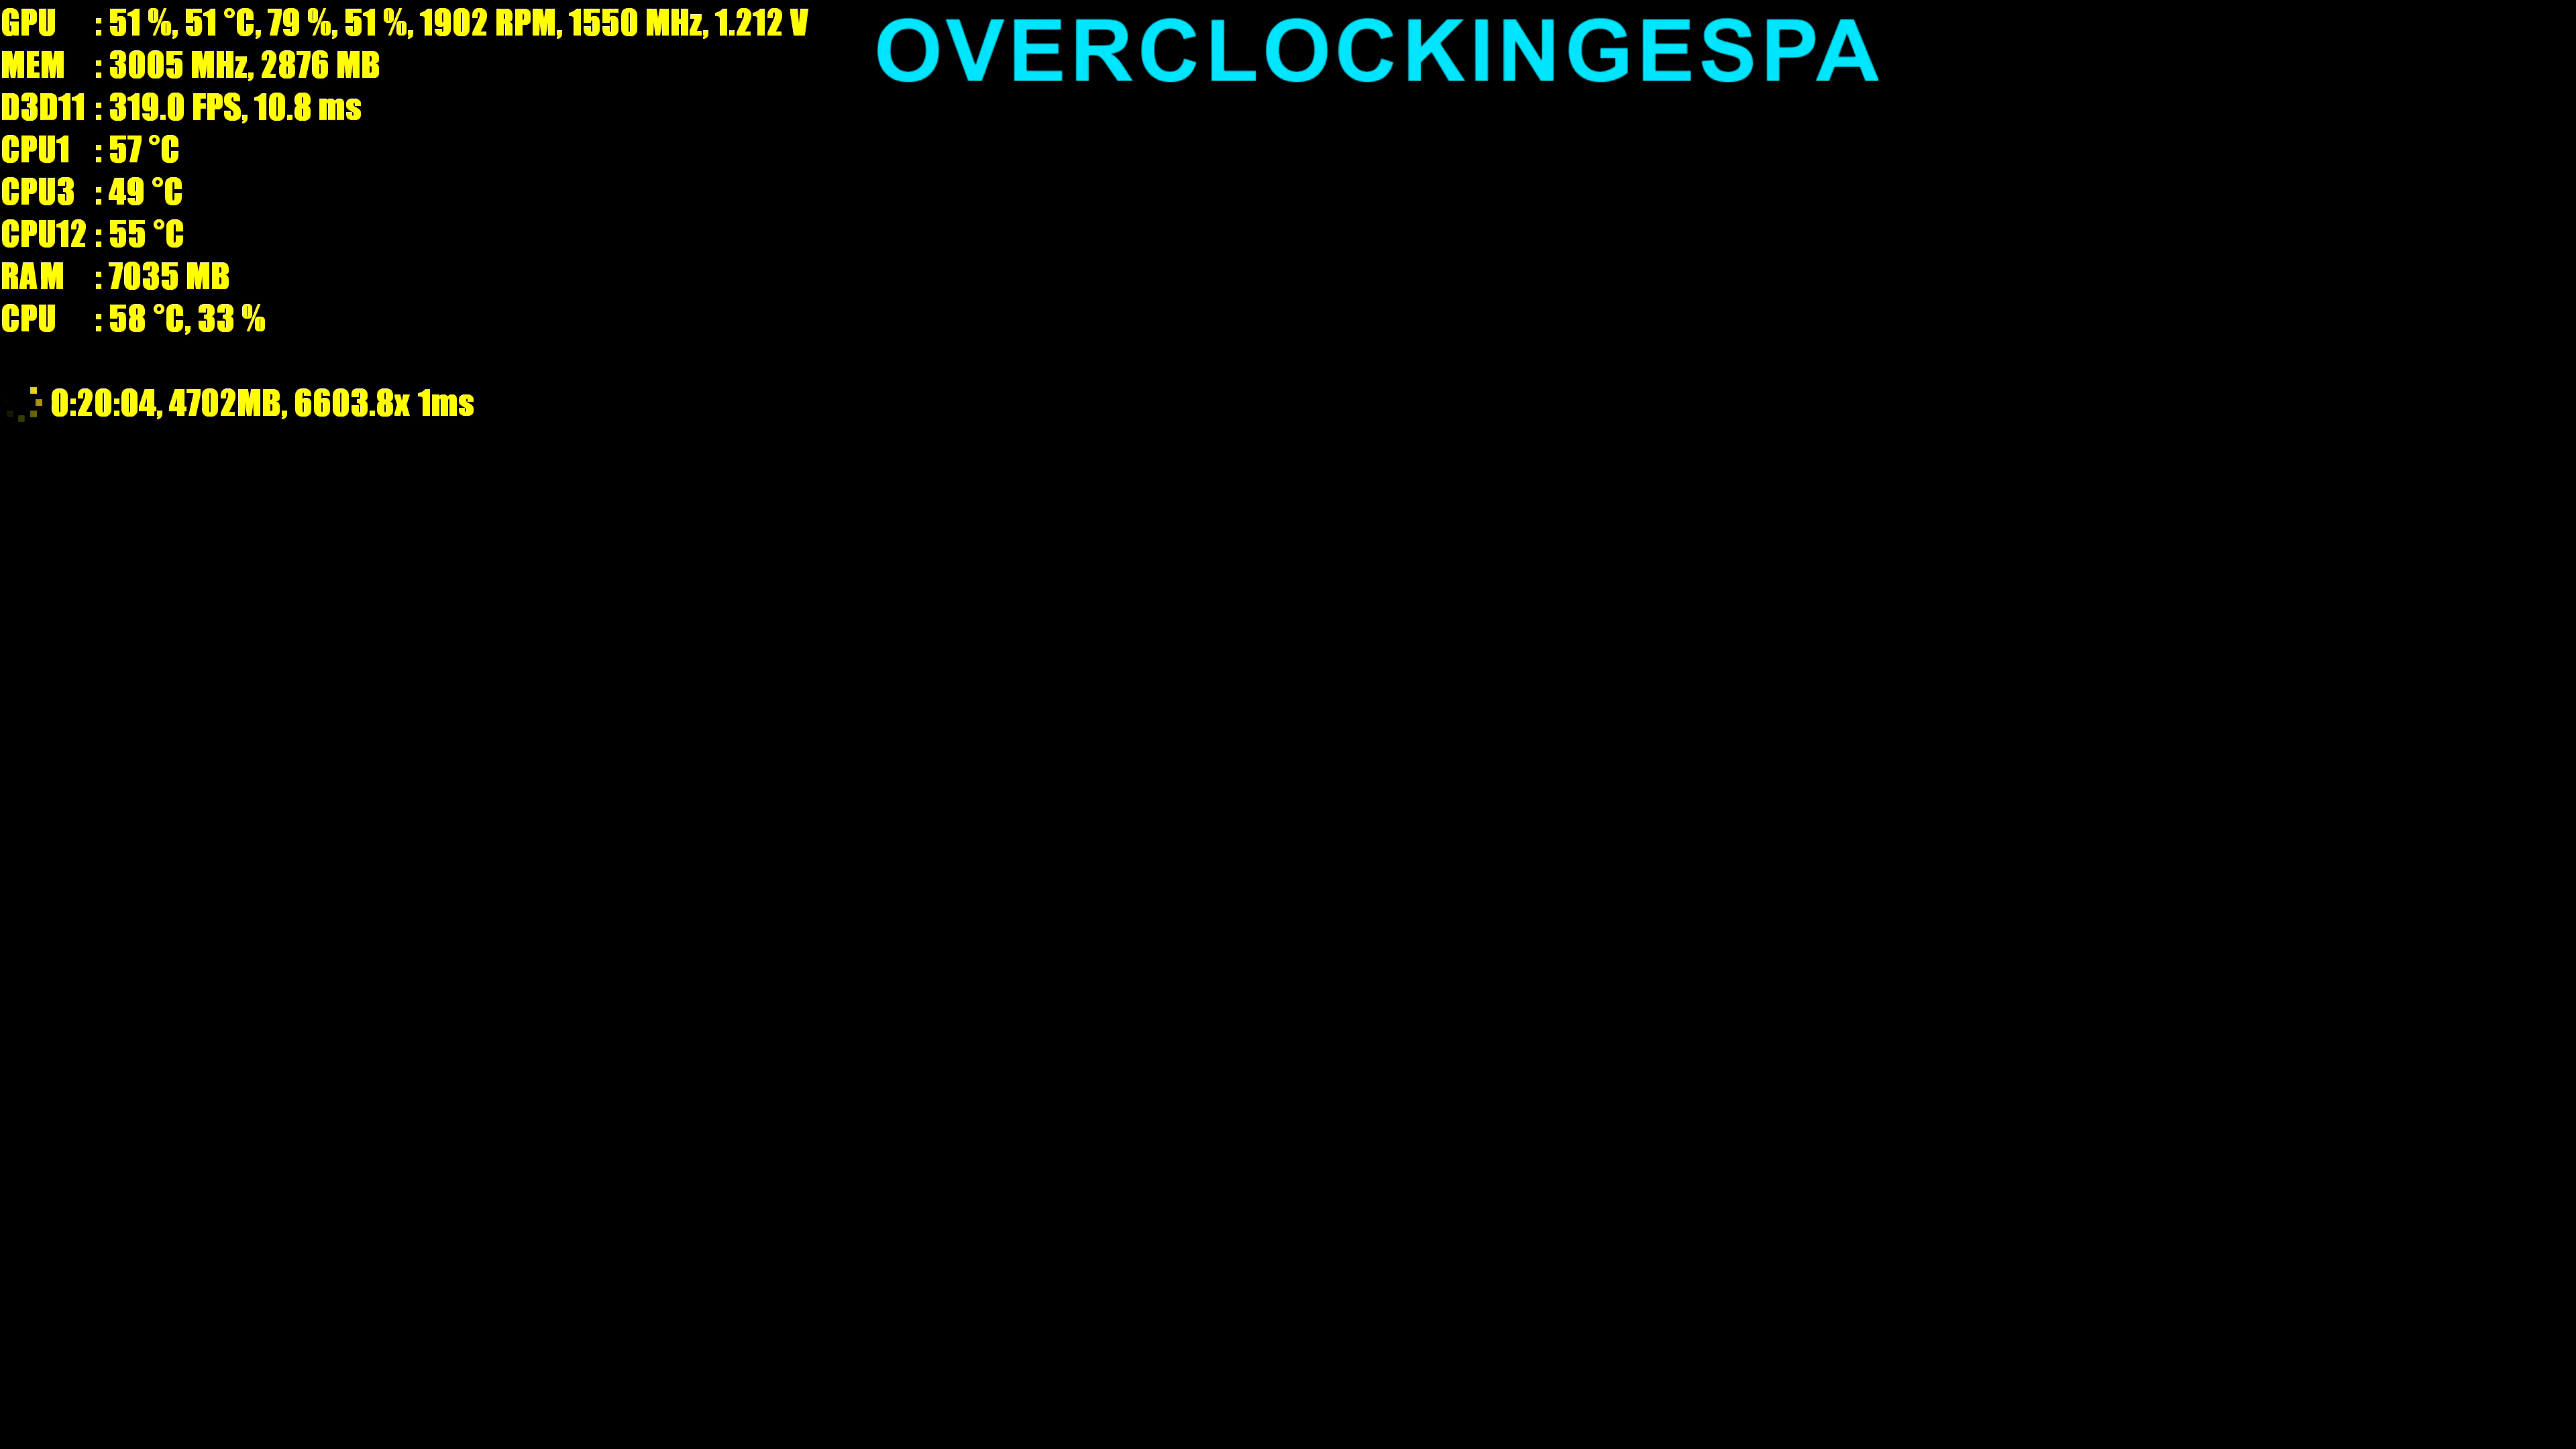 GPU : 51 %, 51 °C, 79 %, 51 %, 1902 RPM, 1550 MHz, 1.212 V
OVERCLOCKINGESPA
MEM : 3005 MHz, 2876 MB
D3D11 : 319.0 FPS, 10.8 ms
CPU1 : 57 °C
CPU3 : 49 °C
CPU12 : 55 °C
RAM : 7035 MB
CPU : 58 °C, 33 %
0:20:04, 4702MB, 6603.8x 1ms